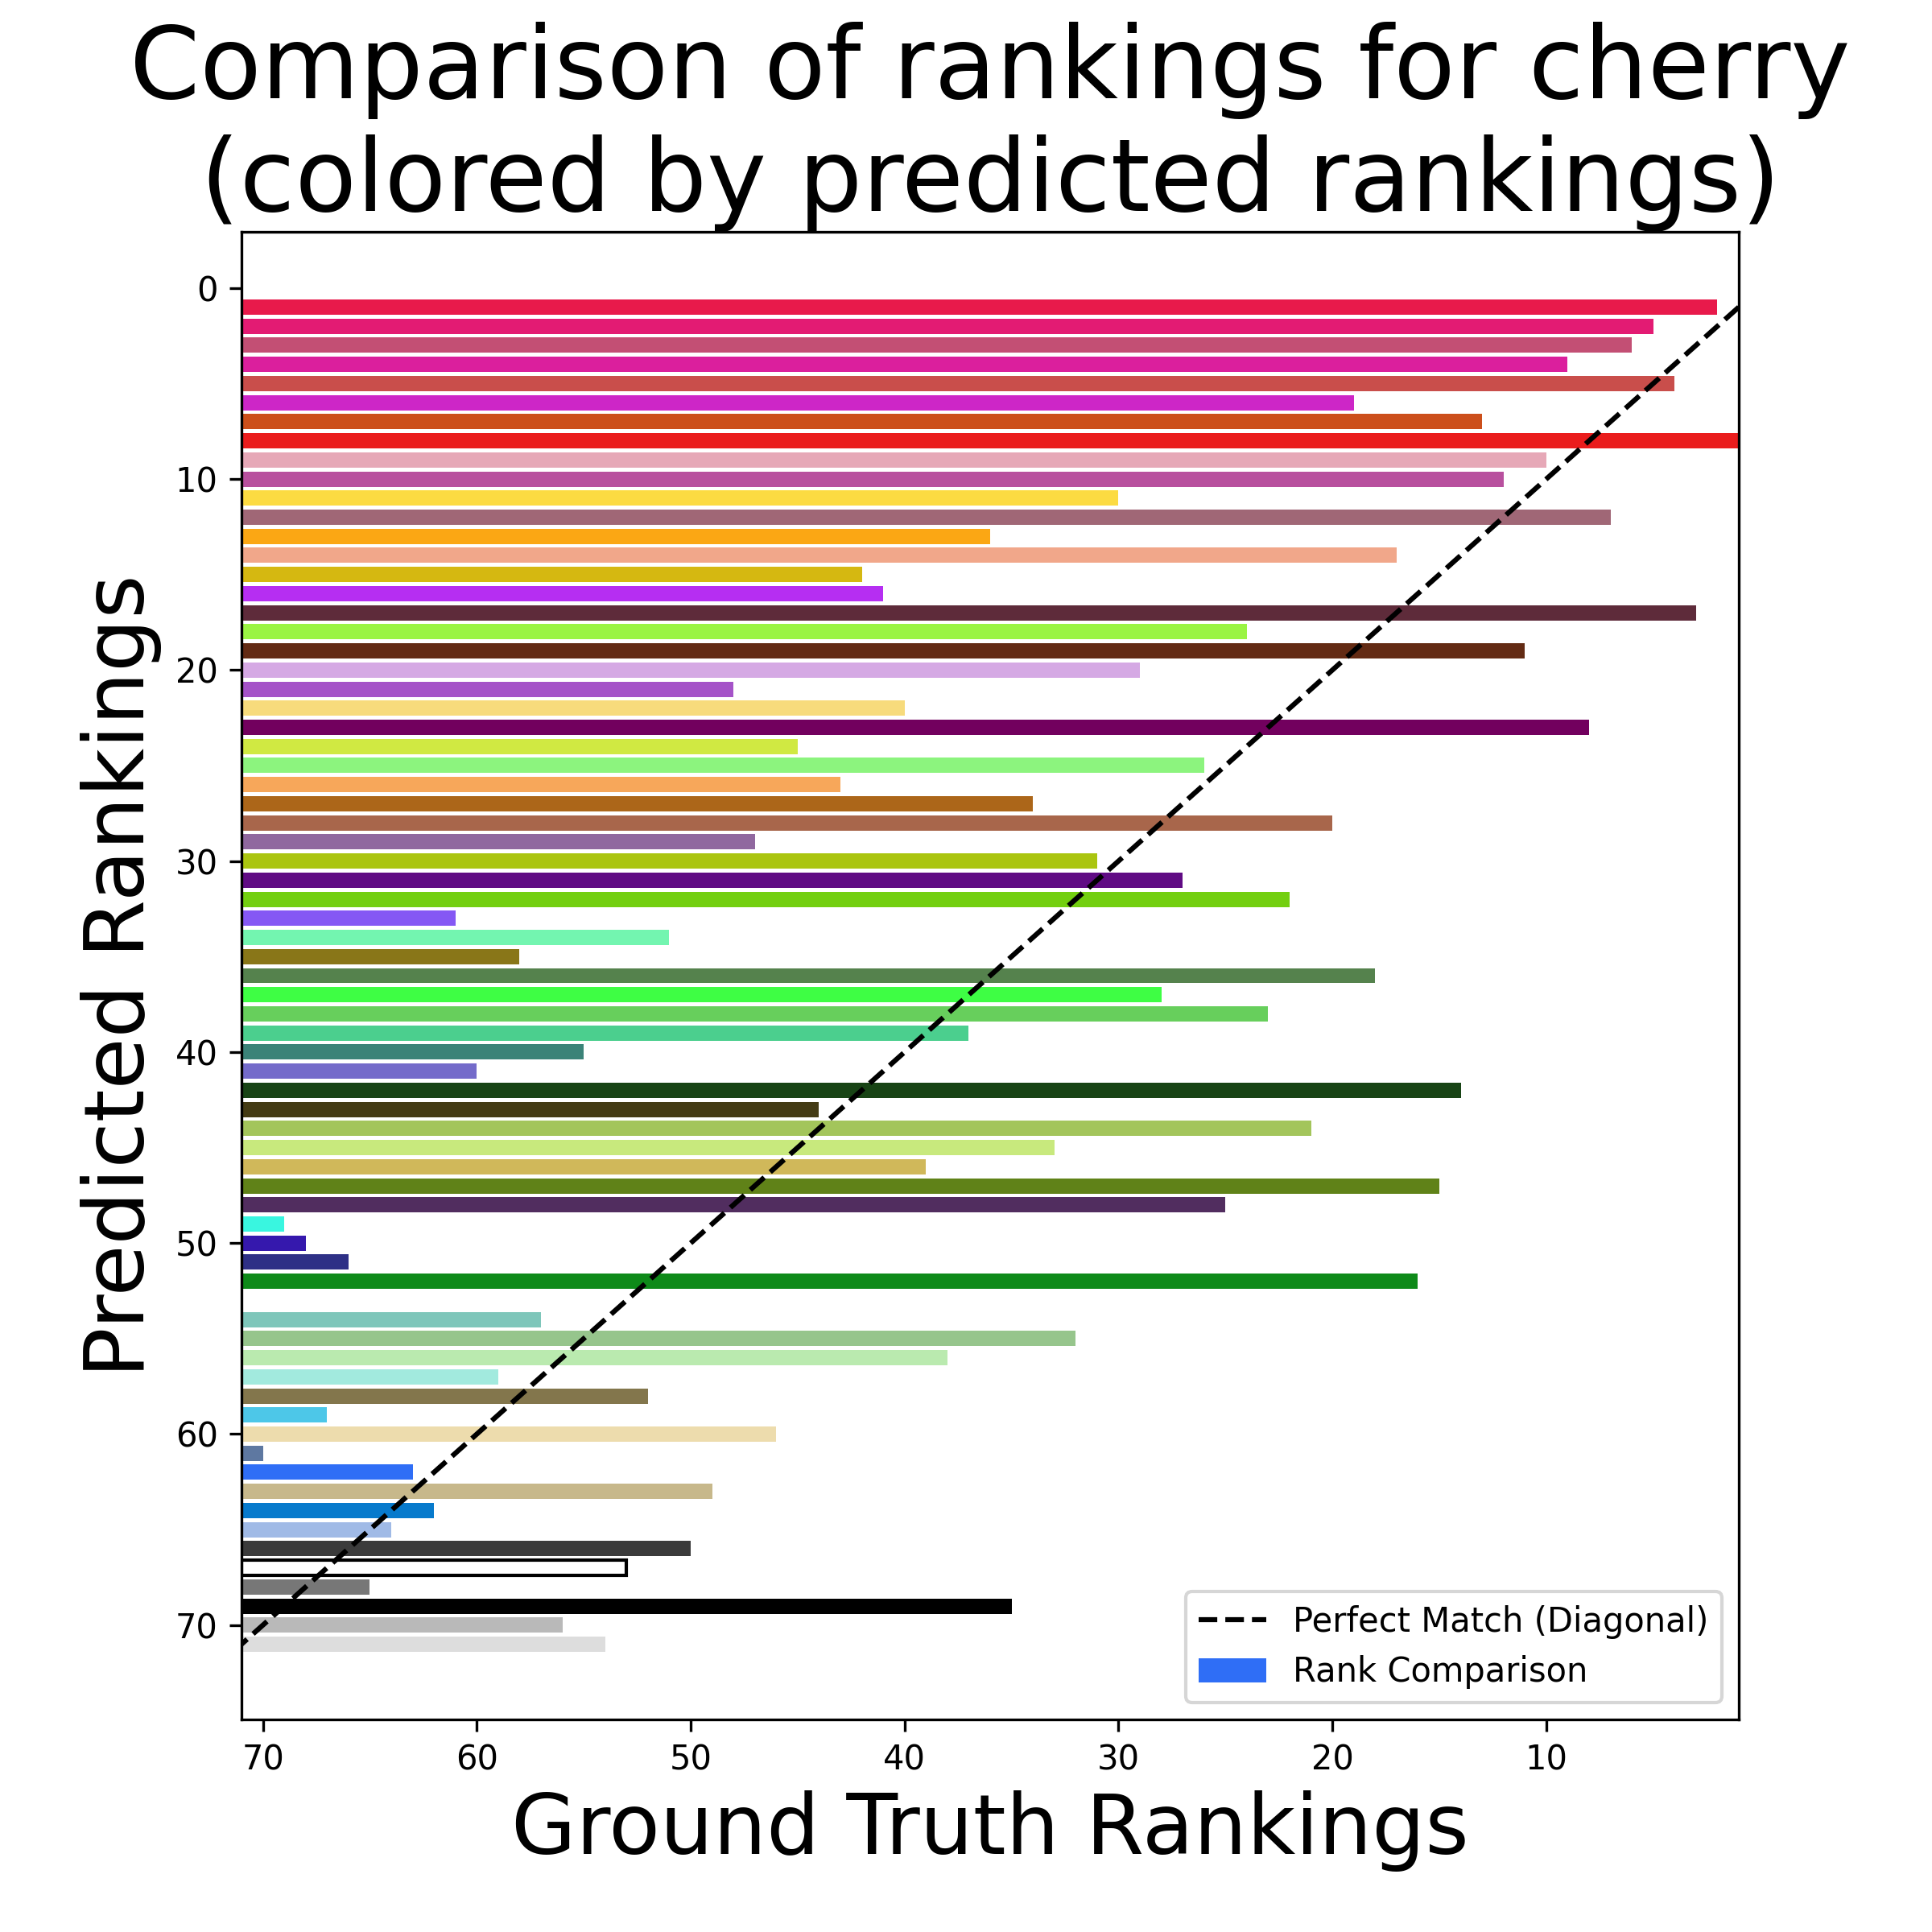 Comparison of rankings for cherry
(colored by predicted rankings)
Predicted Rankings
0
10
20
30
40
50
60
70
70 60 50 40 30 20 10
Ground Truth Rankings
Perfect Match (Diagonal)
Rank Comparison